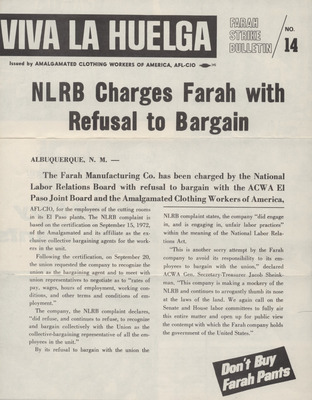 VIVA LA HUELGA
FARAH
STRIKE
BULLETIN
NO.
14
Issued by AMALGAMATED CLOTHING WORKERS OF AMERICA, AFL-CIO
NLRB Charges Farah with
Refusal to Bargain
ALBUQUERQUE, N. M. —
The Farah Manufacturing Co. has been charged by the National
Labor Relations Board with refusal to bargain with the ACWA El
Paso Joint Board and the Amalgamated Clothing Workers of America,
AFL-CIO, for the employees of the cutting rooms
in its El Paso plants. The NLRB complaint is
based on the certification on September 15, 1972,
of the Amalgamated and its affiliate as the ex-
clusive collective bargaining agents for the work-
ers in the unit.
Following the certification, on September 20,
the union requested the company to recognize the
union as the bargaining agent and to meet with
union representatives to negotiate as to "rates of
pay, wages, hours of employment, working con-
ditions, and other terms and conditions of em-
ployment."
The company, the NLRB complaint declares,
"did refuse, and continues to refuse, to recognize
and bargain collectively with the Union as the
collective-bargaining representative of all the em-
ployees in the unit."
By its refusal to bargain with the union the
NLRB complaint states, the company "did engage
in, and is engaging in, unfair labor practices"
within the meaning of the National Labor Rela-
tions Act.
"This is another sorry attempt by the Farah
company to avoid its responsibility to its em-
ployees to bargain with the union," declared
ACWA Gen. Secretary-Treasurer Jacob Sheink-
man, "This company is making a mockery of the
NLRB and continues to arrogantly thumb its nose
at the laws of the land. We again call on the
Senate and House labor committees to fully air
this entire matter and open up for public view
the contempt with which the Farah company holds
the government of the United States."
Don't Buy
Farah Pants